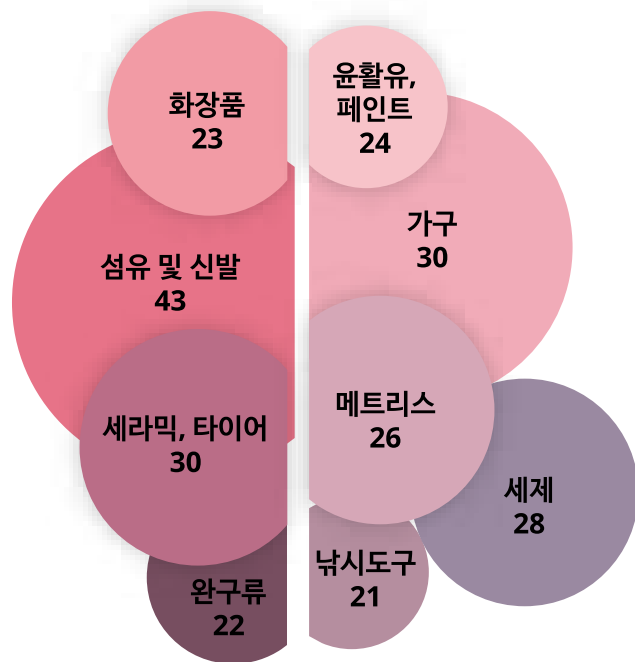 화장품
23
윤활유,
페인트
24
섬유 및 신발
43
가구
30
세라믹, 타이어
30
메트리스
26
세제
28
완구류
22
낚시도구
21